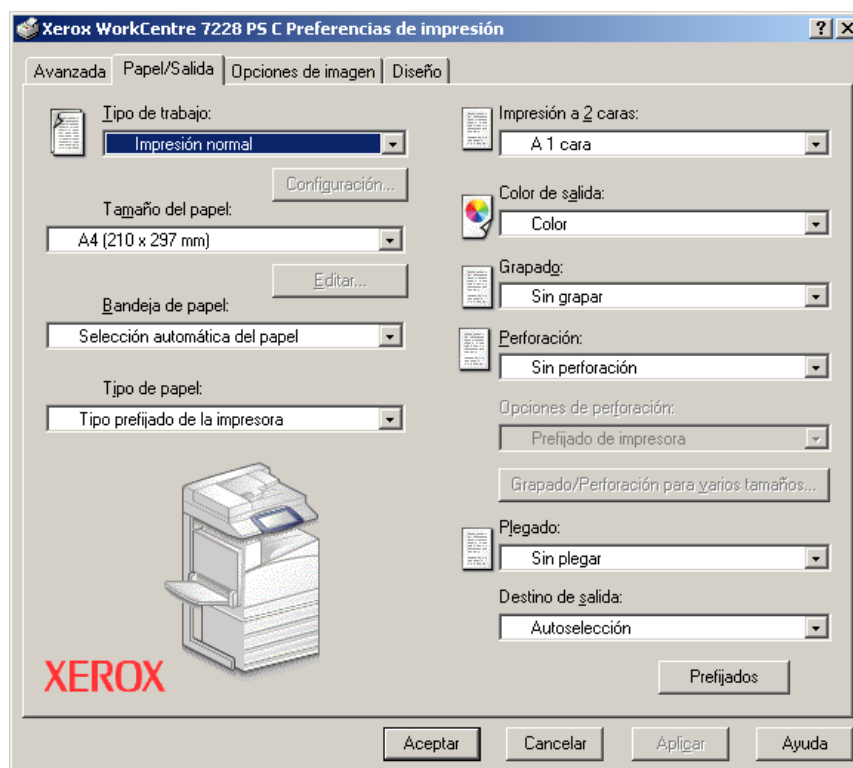 Xerox WorkCentre 7228 PS C Preferencias de impresión
Avanzada
Papel/Salida
Opciones de imagen
Diseño
Tipo de trabajo:
Impresión normal
Configuración...
Tamaño del papel:
A4 (210 x 297 mm)
Editar...
Bandeja de papel:
Selección automática del papel
Tipo de papel:
Tipo prefijado de la impresora
XEROX
Impresión a 2 caras:
A 1 cara
Color de salida:
Color
Grapado:
Sin grapar
Perforación:
Sin perforación
Opciones de perforación:
Prefijado de impresora
Grapado/Perforación para varios tamaños...
Plegado:
Sin plegar
Destino de salida:
Autoselección
Prefijados
Aceptar
Cancelar
Aplicar
Ayuda